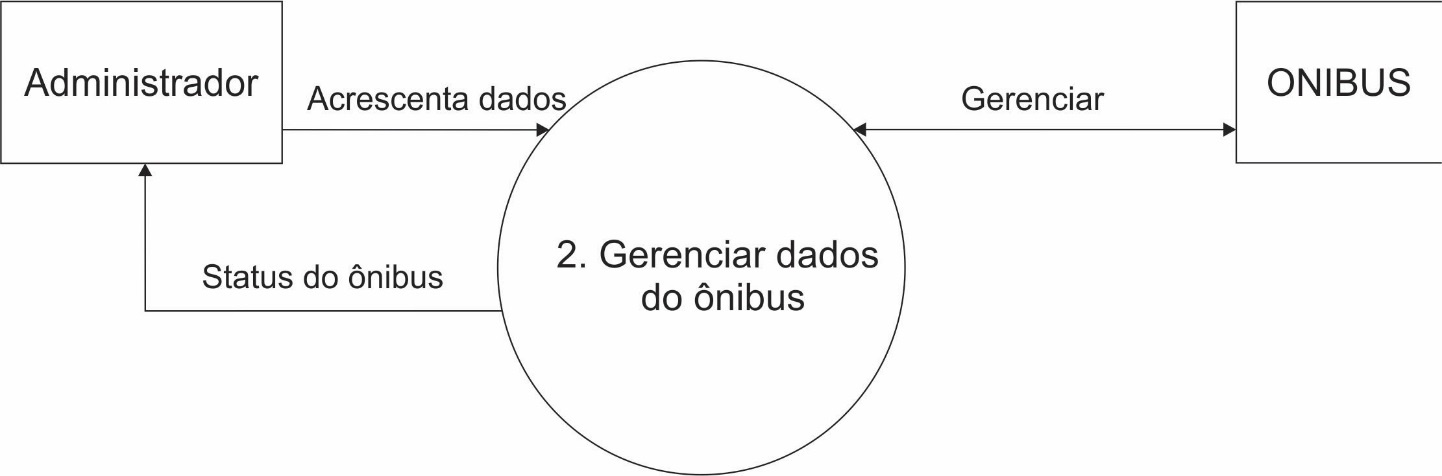 Administrador
Acrescenta dados
Gerenciar
ONIBUS
2. Gerenciar dados
do ônibus
Status do ônibus